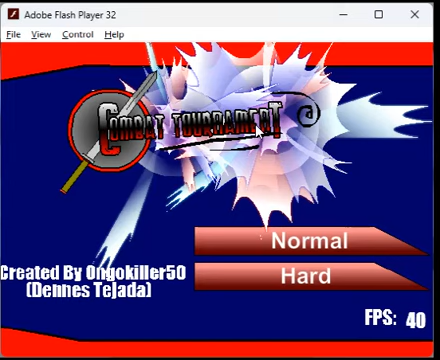 Adobe Flash Player 32
File View Control Help
COMBAT TOURNAMENT
Normal
Hard
Created By Ongokiller50
(Dennes Tejada)
FPS: 40